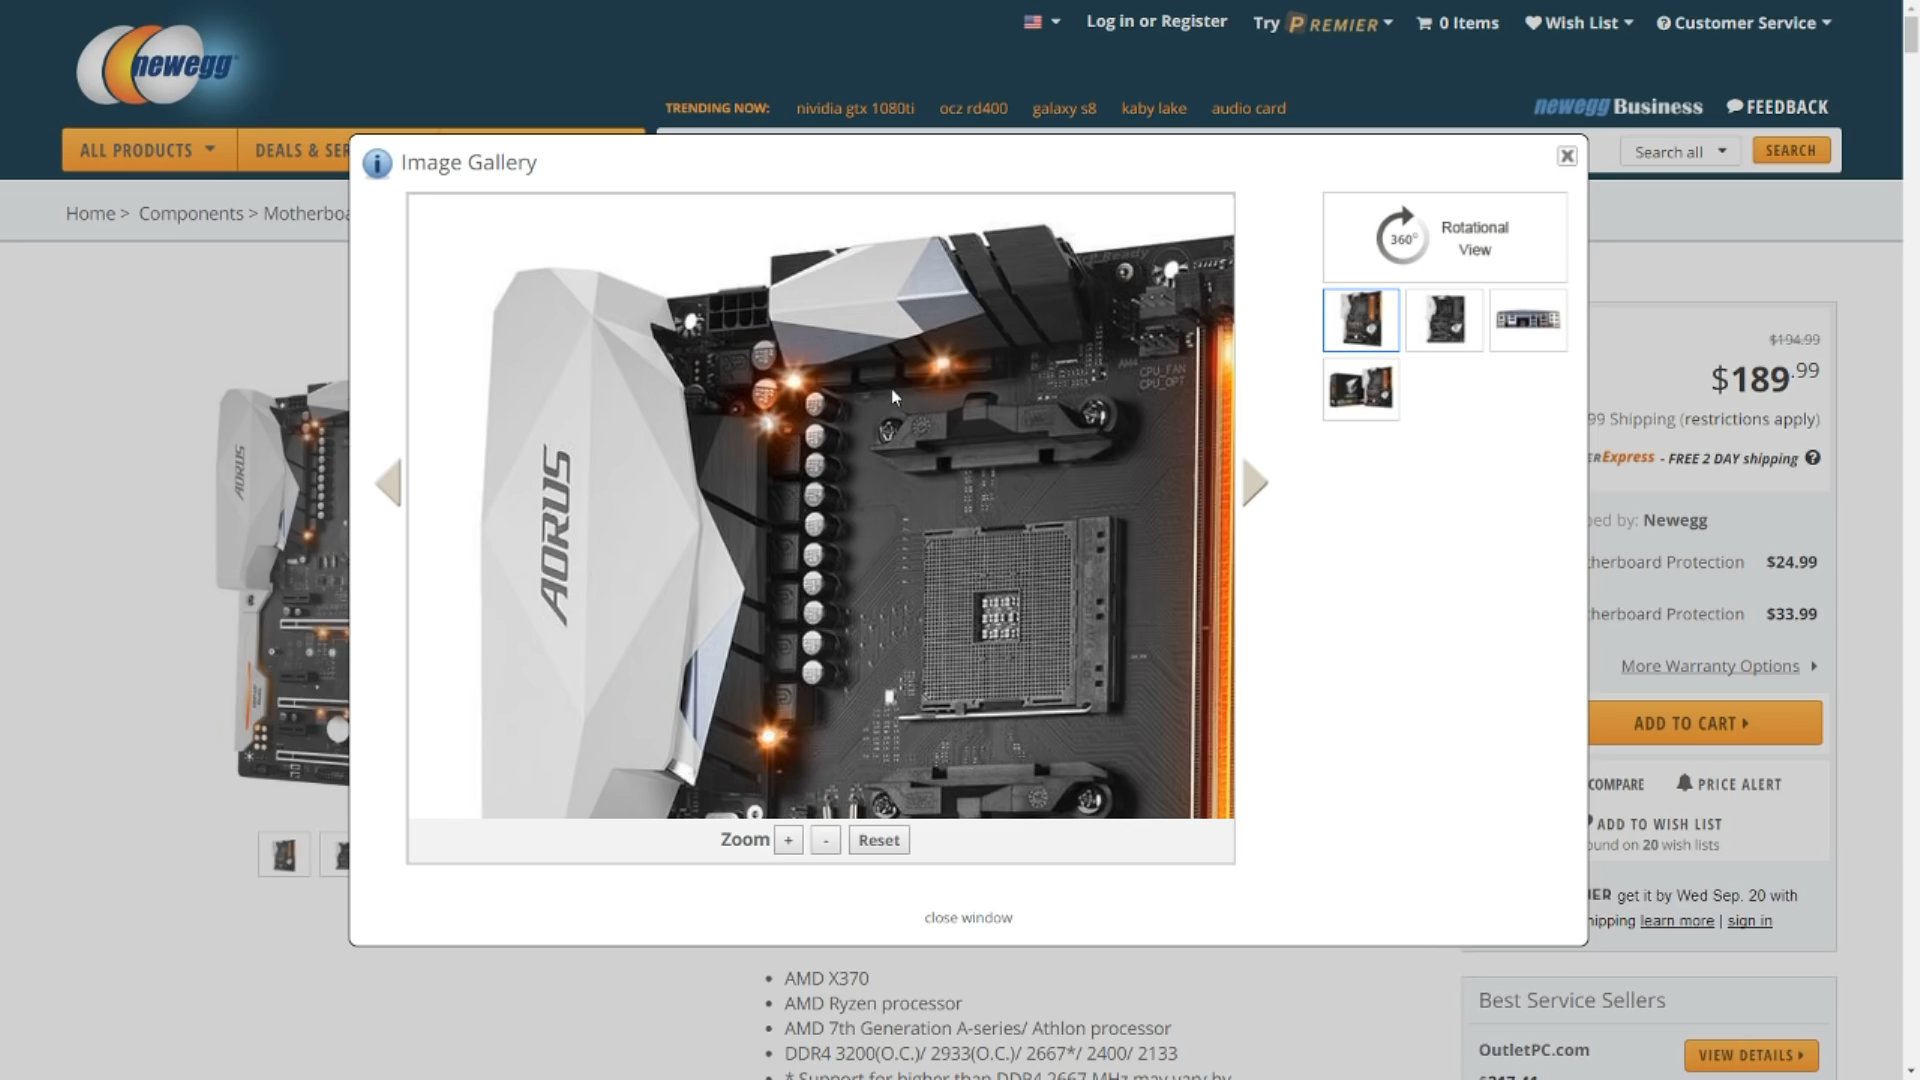 Log in or Register
Try PREMIER
0 Items
Wish List
Customer Service
newegg
TRENDING NOW:
nividia gtx 1080ti
ocz rd400
galaxy s8
kaby lake
audio card
newegg Business
FEEDBACK
ALL PRODUCTS
DEALS & SER
Search all
SEARCH
Image Gallery
Home > Components > Motherboa
360°
Rotational
View
AORUS
CPU_FAN
CPU_OPT
AM4
AORUS
Zoom + - Reset
close window
$194.99
$189.99
99 Shipping (restrictions apply)
Express - FREE 2 DAY shipping
ped by: Newegg
therboard Protection $24.99
therboard Protection $33.99
More Warranty Options
ADD TO CART
COMPARE
PRICE ALERT
ADD TO WISH LIST
ound on 20 wish lists
IER get it by Wed Sep. 20 with
hipping learn more | sign in
• AMD X370
• AMD Ryzen processor
• AMD 7th Generation A-series/ Athlon processor
• DDR4 3200(O.C.)/ 2933(O.C.)/ 2667*/ 2400/ 2133
• * Support for higher than DDR4 2667 MHz may vary by
Best Service Sellers
OutletPC.com
VIEW DETAILS